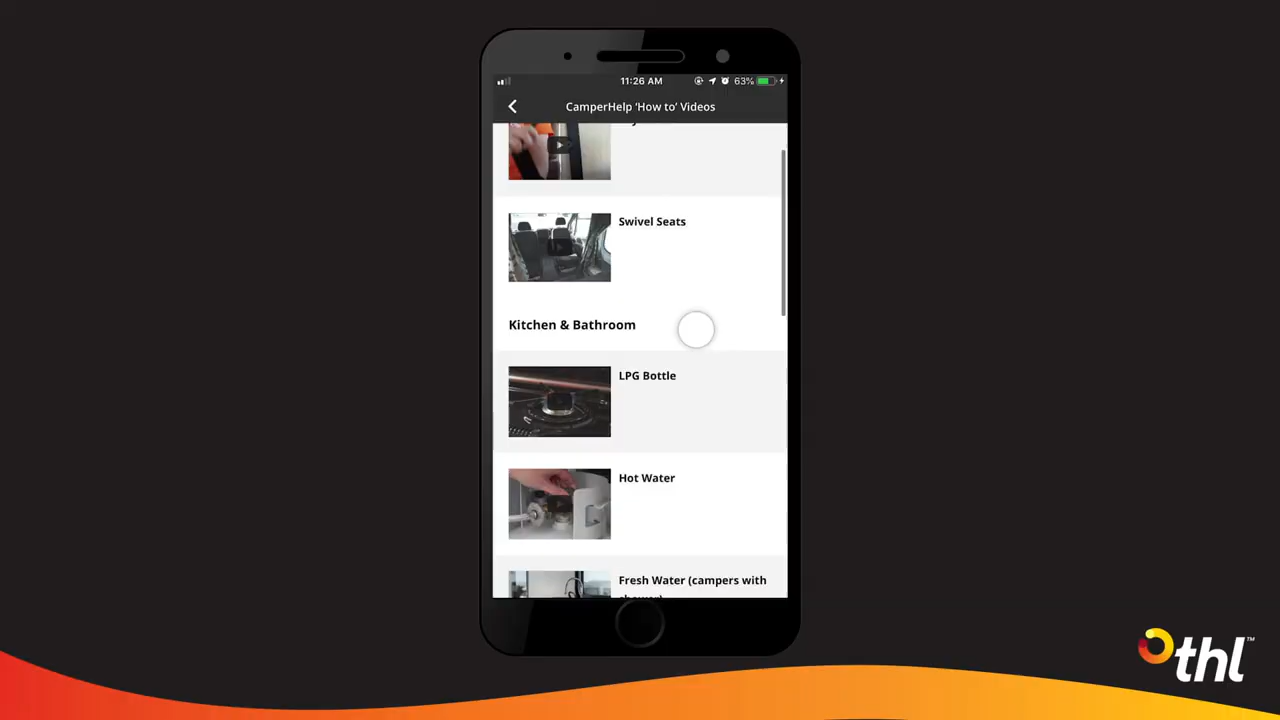 11:26 AM
63%
CamperHelp ‘How to’ Videos
Swivel Seats
Kitchen & Bathroom
LPG Bottle
Hot Water
Fresh Water (campers with
thl™